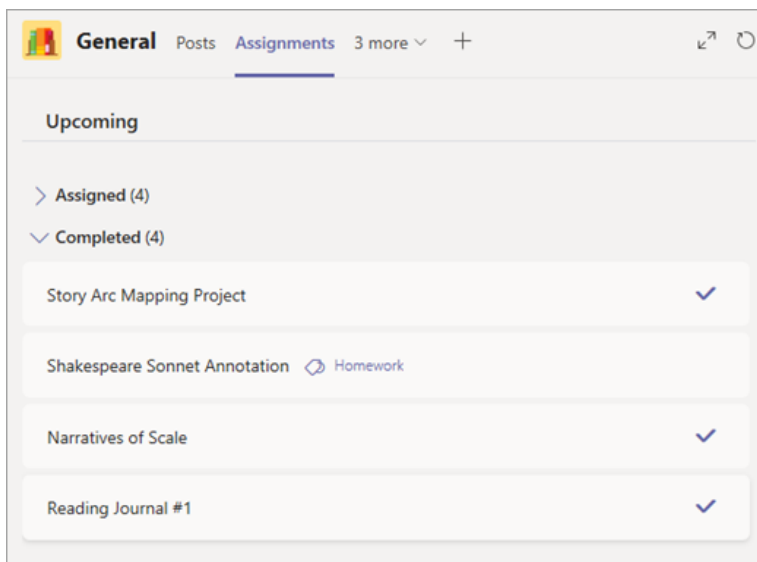 General Posts Assignments 3 more
Upcoming
Assigned (4)
Completed (4)
Story Arc Mapping Project
Shakespeare Sonnet Annotation Homework
Narratives of Scale
Reading Journal #1